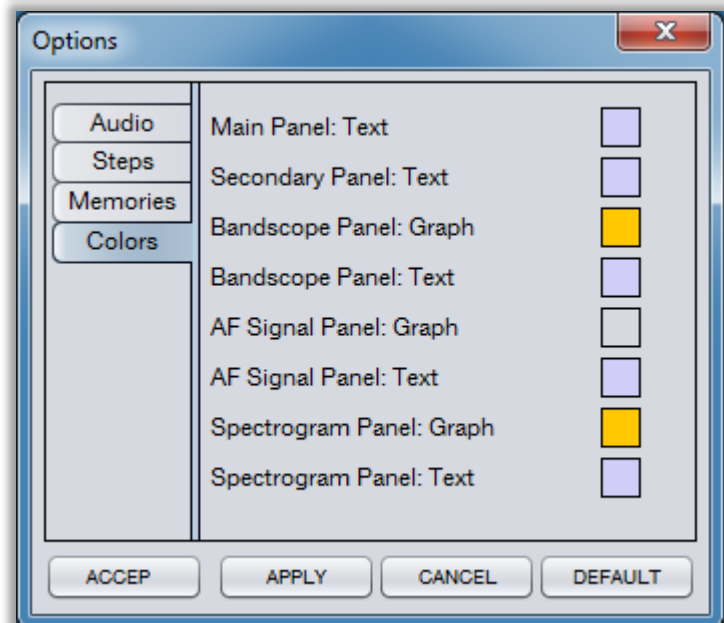 Options
Audio
Steps
Memories
Colors
Main Panel: Text
Secondary Panel: Text
Bandscope Panel: Graph
Bandscope Panel: Text
AF Signal Panel: Graph
AF Signal Panel: Text
Spectrogram Panel: Graph
Spectrogram Panel: Text
ACCEP
APPLY
CANCEL
DEFAULT